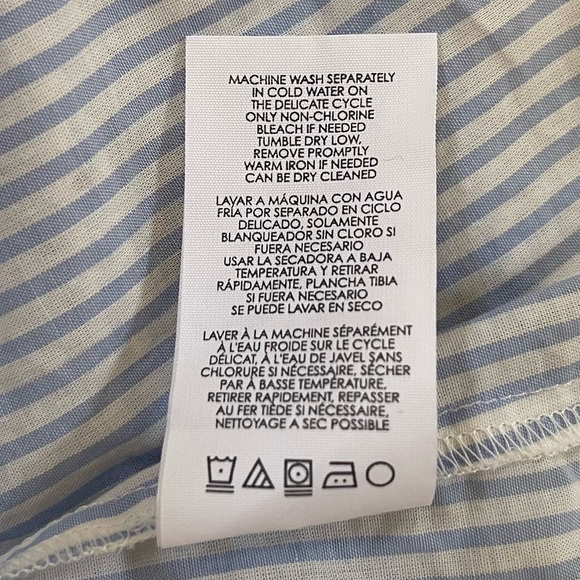 MACHINE WASH SEPARATELY
IN COLD WATER ON
THE DELICATE CYCLE
ONLY NON-CHLORINE
BLEACH IF NEEDED
TUMBLE DRY LOW,
REMOVE PROMPTLY
WARM IRON IF NEEDED
CAN BE DRY CLEANED
LAVAR A MÁQUINA CON AGUA
FRÍA POR SEPARADO EN CICLO
DELICADO, SOLAMENTE
BLANQUEADOR SIN CLORO SI
FUERA NECESARIO
USAR LA SECADORA A BAJA
TEMPERATURA Y RETIRAR
RÁPIDAMENTE, PLANCHA TIBIA
SI FUERA NECESARIO
SE PUEDE LAVAR EN SECO
LAVER À LA MACHINE SÉPARÉMENT
À L'EAU FROIDE SUR LE CYCLE
DÉLICAT, À L'EAU DE JAVEL SANS
CHLORURE SI NÉCESSAIRE, SÉCHER
PAR À BASSE TEMPÉRATURE,
RETIRER RAPIDEMENT, REPASSER
AU FER TIÈDE SI NÉCESSAIRE,
NETTOYAGE A SEC POSSIBLE